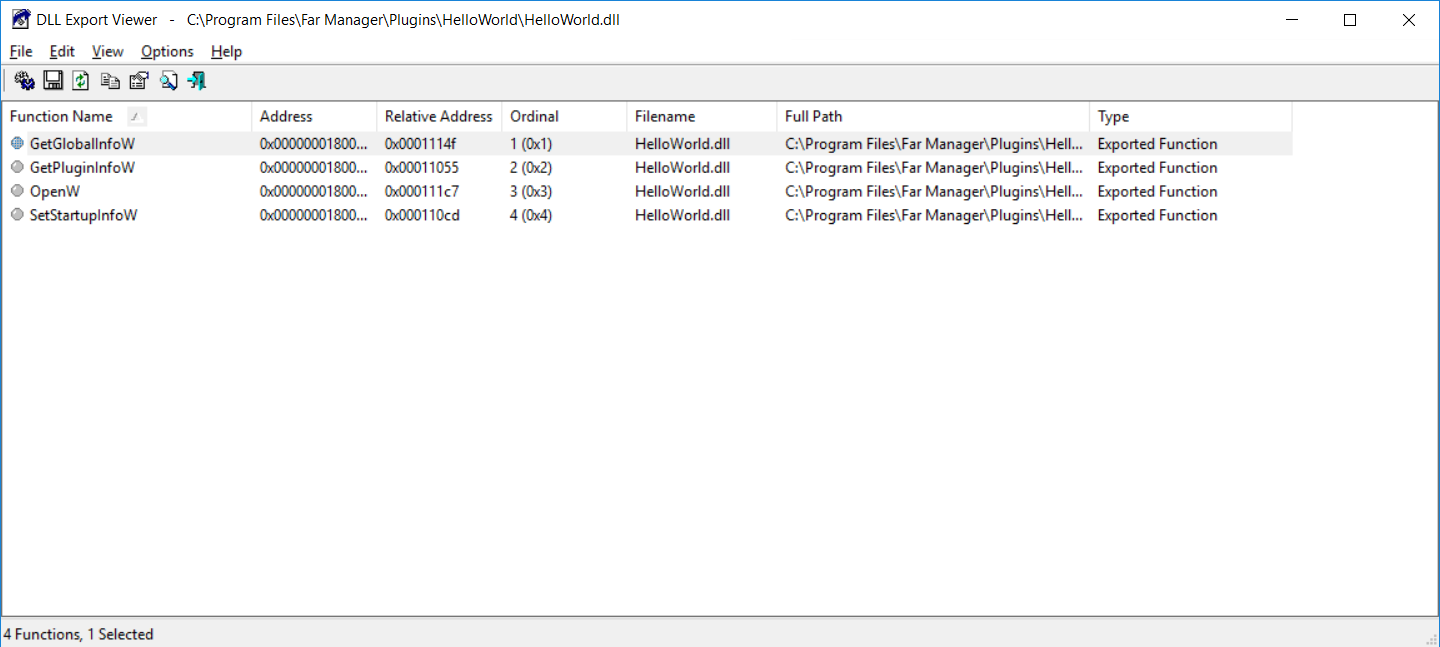 DLL Export Viewer - C:\Program Files\Far Manager\Plugins\HelloWorld\HelloWorld.dll
File Edit View Options Help
Function Name Address Relative Address Ordinal Filename Full Path Type
GetGlobalInfoW 0x00000001800... 0x0001114f 1 (0x1) HelloWorld.dll C:\Program Files\Far Manager\Plugins\Hell... Exported Function
GetPluginInfoW 0x00000001800... 0x00011055 2 (0x2) HelloWorld.dll C:\Program Files\Far Manager\Plugins\Hell... Exported Function
OpenW 0x00000001800... 0x000111c7 3 (0x3) HelloWorld.dll C:\Program Files\Far Manager\Plugins\Hell... Exported Function
SetStartupInfoW 0x00000001800... 0x000110cd 4 (0x4) HelloWorld.dll C:\Program Files\Far Manager\Plugins\Hell... Exported Function
4 Functions, 1 Selected